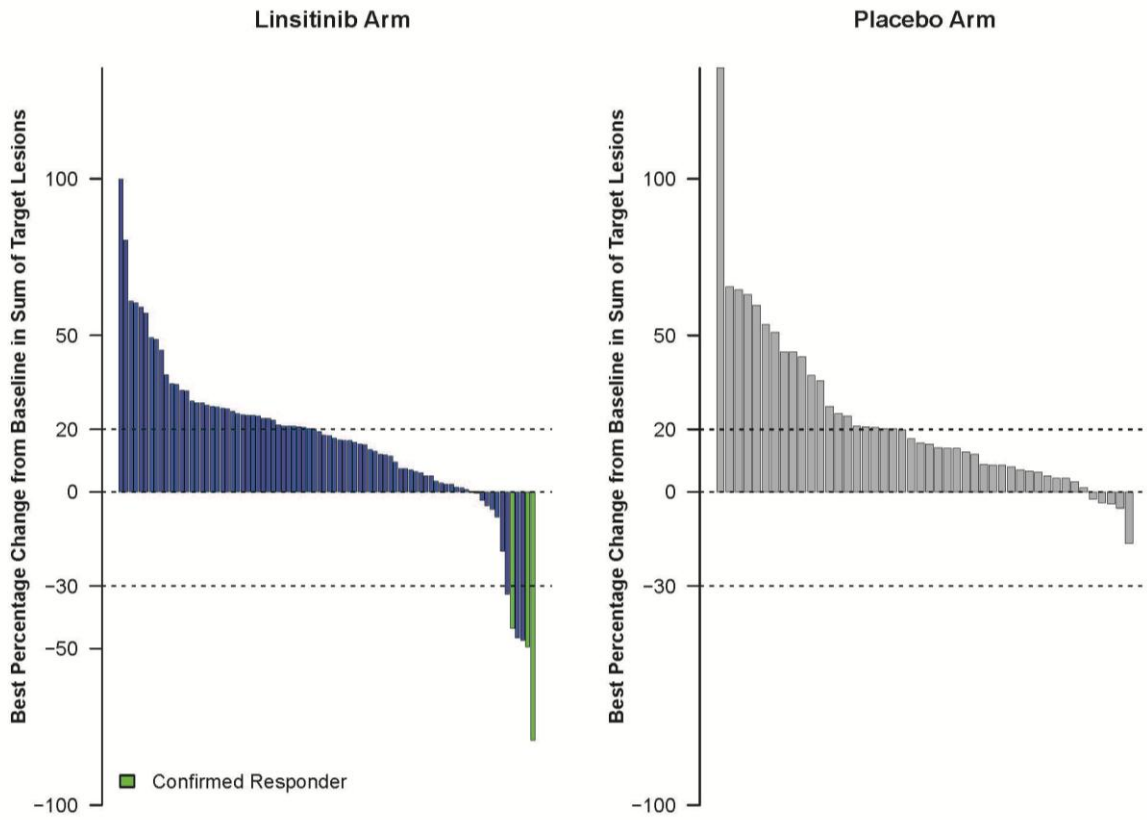 Linsitinib Arm
Best Percentage Change from Baseline in Sum of Target Lesions
100
50
20
0
−30
−50
−100
Confirmed Responder
Placebo Arm
Best Percentage Change from Baseline in Sum of Target Lesions
100
50
20
0
−30
−50
−100